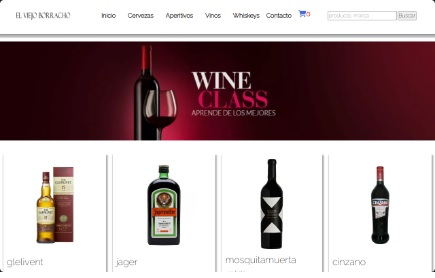 EL VIEJO BORRACHO
Inicio Cervezas Aperitivos Vinos Whiskeys Contacto 0
producto, marca Buscar
WINE
CLASS
APRENDE DE LOS MEJORES
glelivent
jager
mosquitamuerta
cinzano